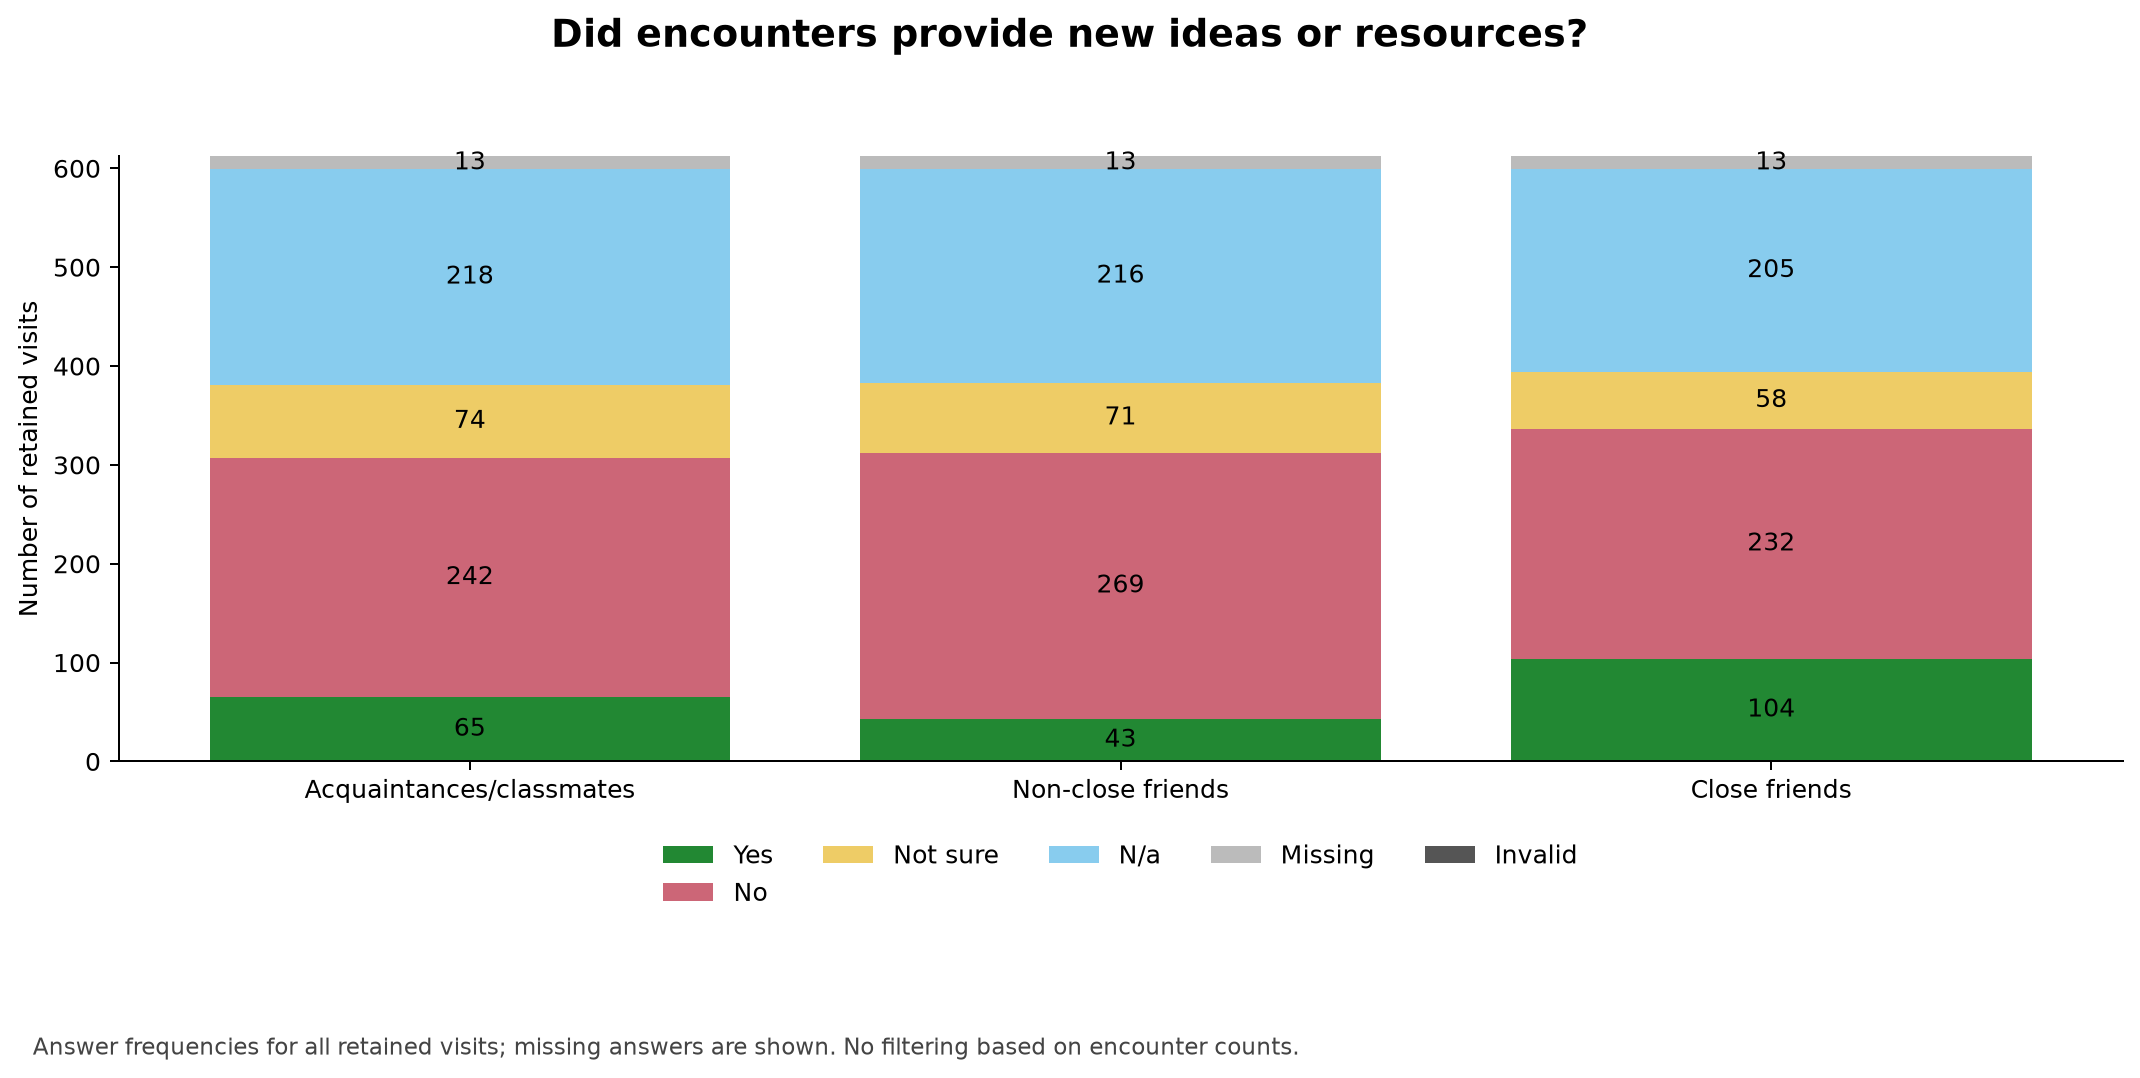 Did encounters provide new ideas or resources?
Number of retained visits
600
500
400
300
200
100
0
13
218
74
242
65
13
216
71
269
43
13
205
58
232
104
Acquaintances/classmates
Non-close friends
Close friends
Yes
Not sure
N/a
Missing
Invalid
No
Answer frequencies for all retained visits; missing answers are shown. No filtering based on encounter counts.